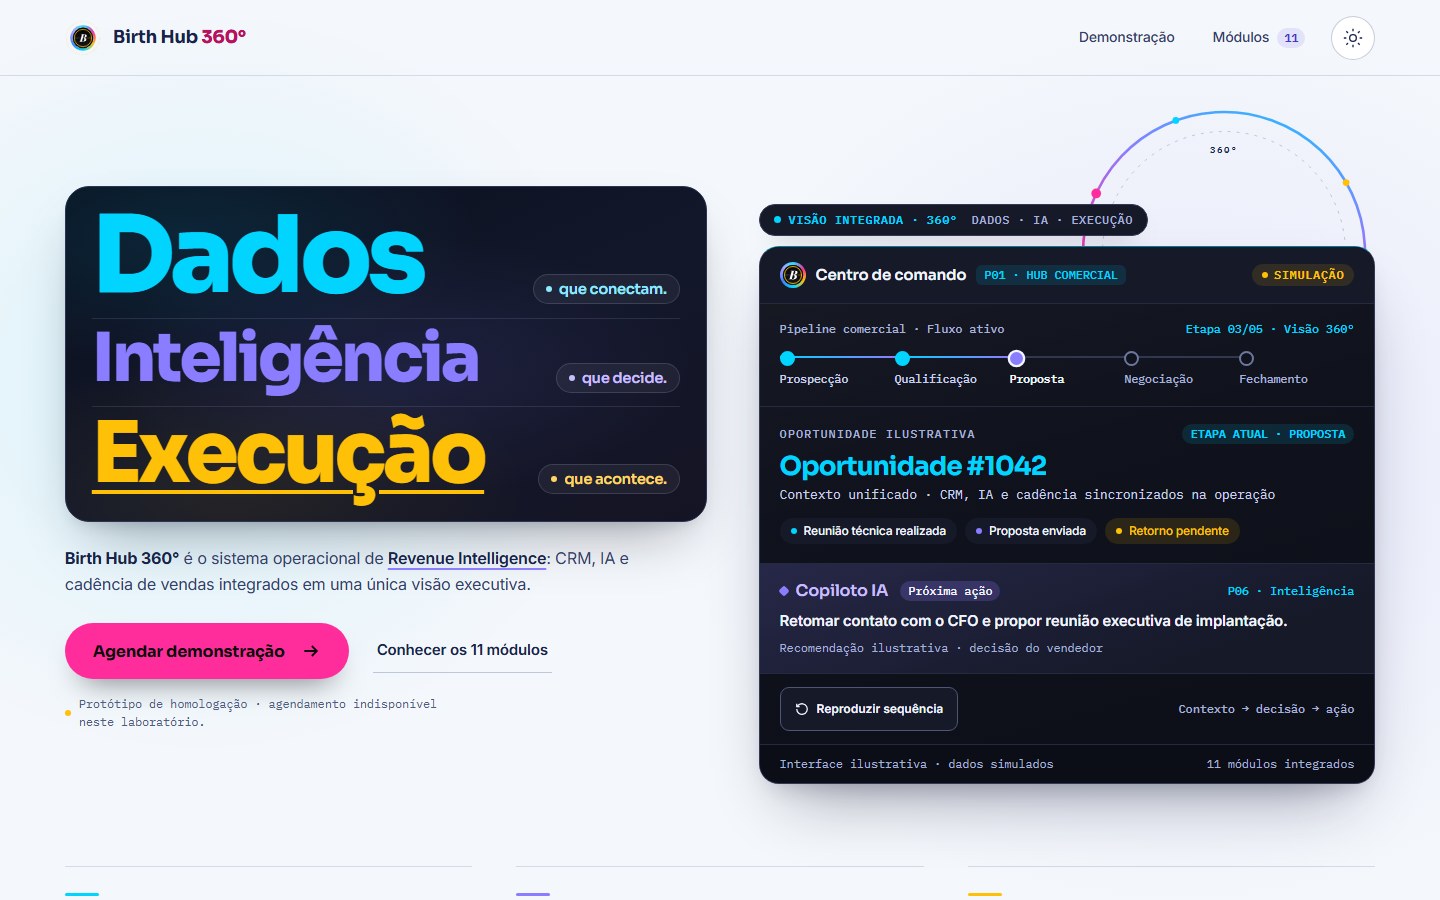 Birth Hub 360°
Demonstração
Módulos 11
360°
Dados
que conectam.
Inteligência
que decide.
Execução
que acontece.
Birth Hub 360° é o sistema operacional de Revenue Intelligence: CRM, IA e
cadência de vendas integrados em uma única visão executiva.
Agendar demonstração →
Conhecer os 11 módulos
Protótipo de homologação · agendamento indisponível
neste laboratório.
VISÃO INTEGRADA · 360° DADOS · IA · EXECUÇÃO
B Centro de comando P01 · HUB COMERCIAL SIMULAÇÃO
Pipeline comercial · Fluxo ativo Etapa 03/05 · Visão 360°
Prospecção Qualificação Proposta Negociação Fechamento
OPORTUNIDADE ILUSTRATIVA ETAPA ATUAL · PROPOSTA
Oportunidade #1042
Contexto unificado · CRM, IA e cadência sincronizados na operação
Reunião técnica realizada Proposta enviada Retorno pendente
Copiloto IA Próxima ação P06 · Inteligência
Retomar contato com o CFO e propor reunião executiva de implantação.
Recomendação ilustrativa · decisão do vendedor
Reproduzir sequência Contexto → decisão → ação
Interface ilustrativa · dados simulados 11 módulos integrados